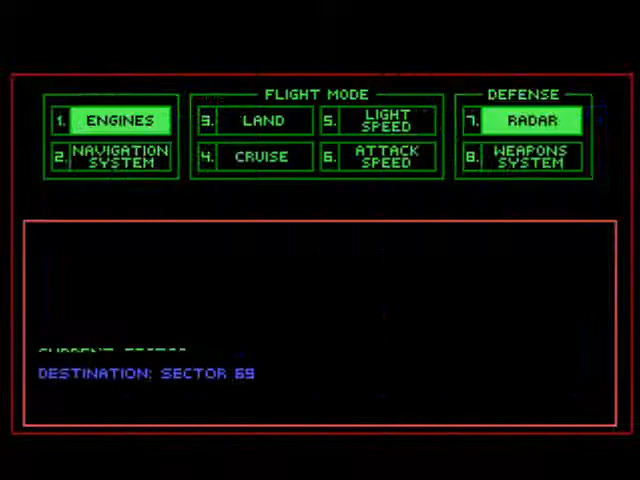 FLIGHT MODE
DEFENSE
1. ENGINES
3. LAND
5. LIGHT
SPEED
7. RADAR
2. NAVIGATION
SYSTEM
4. CRUISE
6. ATTACK
SPEED
8. WEAPONS
SYSTEM
DESTINATION: SECTOR 69